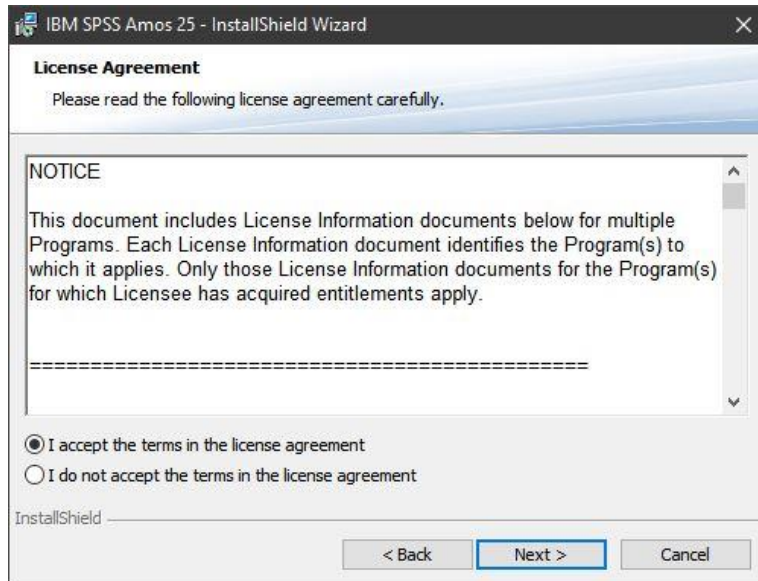 IBM SPSS Amos 25 - InstallShield Wizard
License Agreement
Please read the following license agreement carefully.
NOTICE
This document includes License Information documents below for multiple
Programs. Each License Information document identifies the Program(s) to
which it applies. Only those License Information documents for the Program(s)
for which Licensee has acquired entitlements apply.
==============================================
I accept the terms in the license agreement
I do not accept the terms in the license agreement
InstallShield
< Back
Next >
Cancel